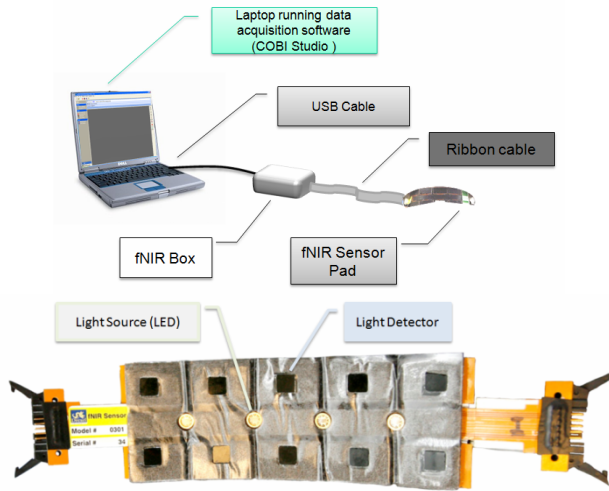 Laptop running data
acquisition software
(COBI Studio )
USB Cable
Ribbon cable
fNIR Box
fNIR Sensor
Pad
Light Source (LED)
Light Detector
fNIR Sensor
Model # 0301
Serial # 34